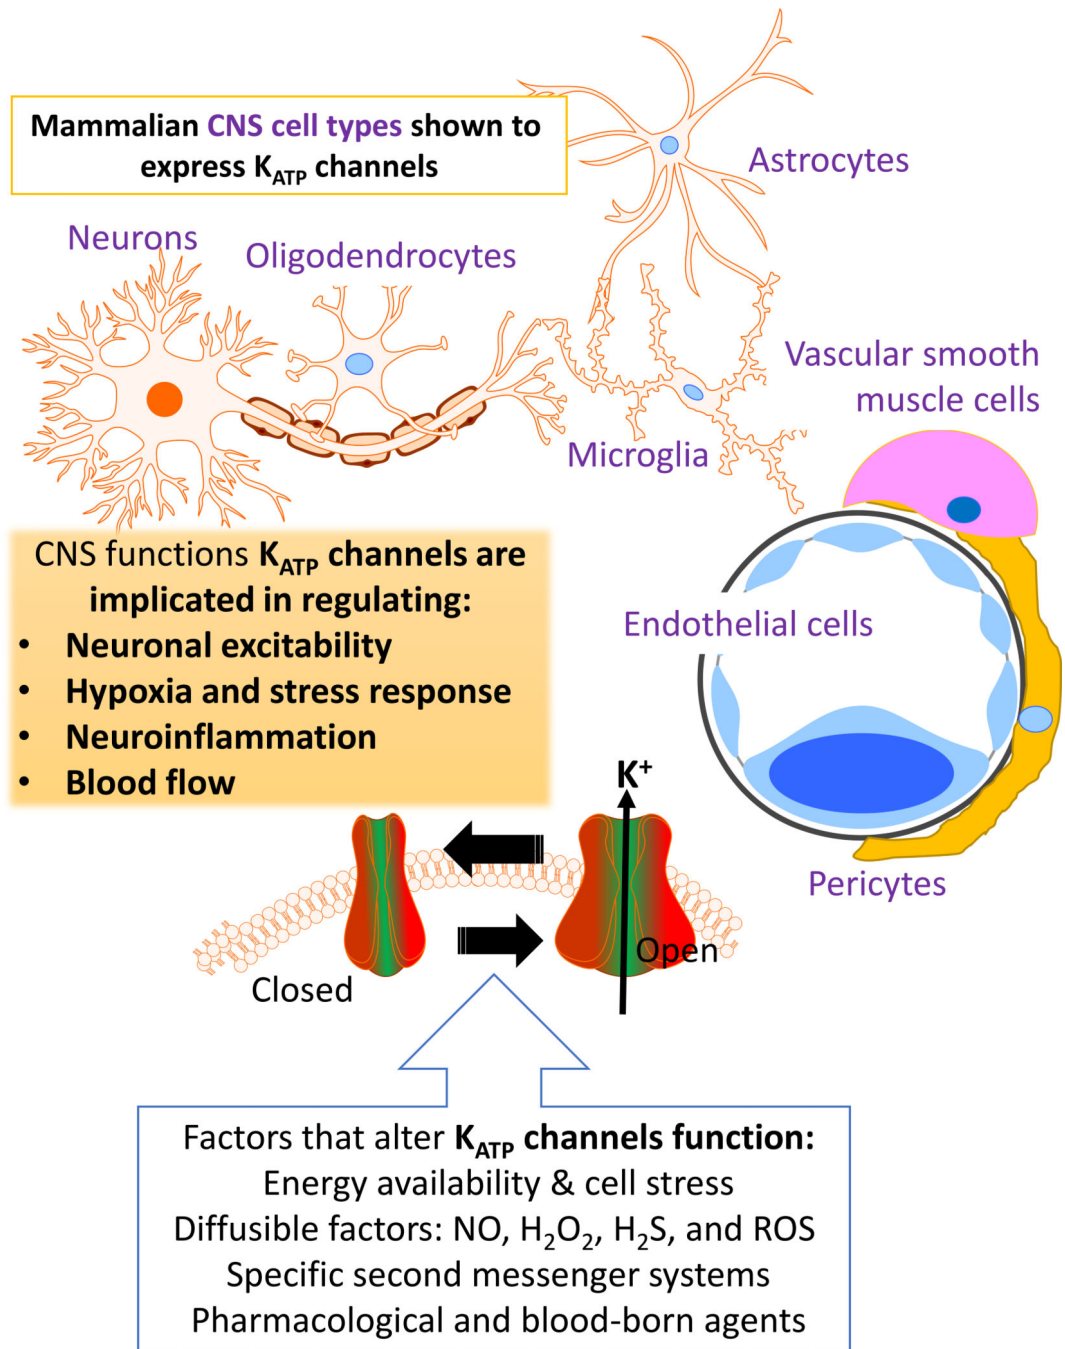 Mammalian CNS cell types shown to
express K_ATP channels
Astrocytes
Neurons
Oligodendrocytes
Vascular smooth
muscle cells
Microglia
CNS functions K_ATP channels are
implicated in regulating:
• Neuronal excitability
• Hypoxia and stress response
• Neuroinflammation
• Blood flow
Endothelial cells
K⁺
Pericytes
Open
Closed
Factors that alter K_ATP channels function:
Energy availability & cell stress
Diffusible factors: NO, H₂O₂, H₂S, and ROS
Specific second messenger systems
Pharmacological and blood-born agents